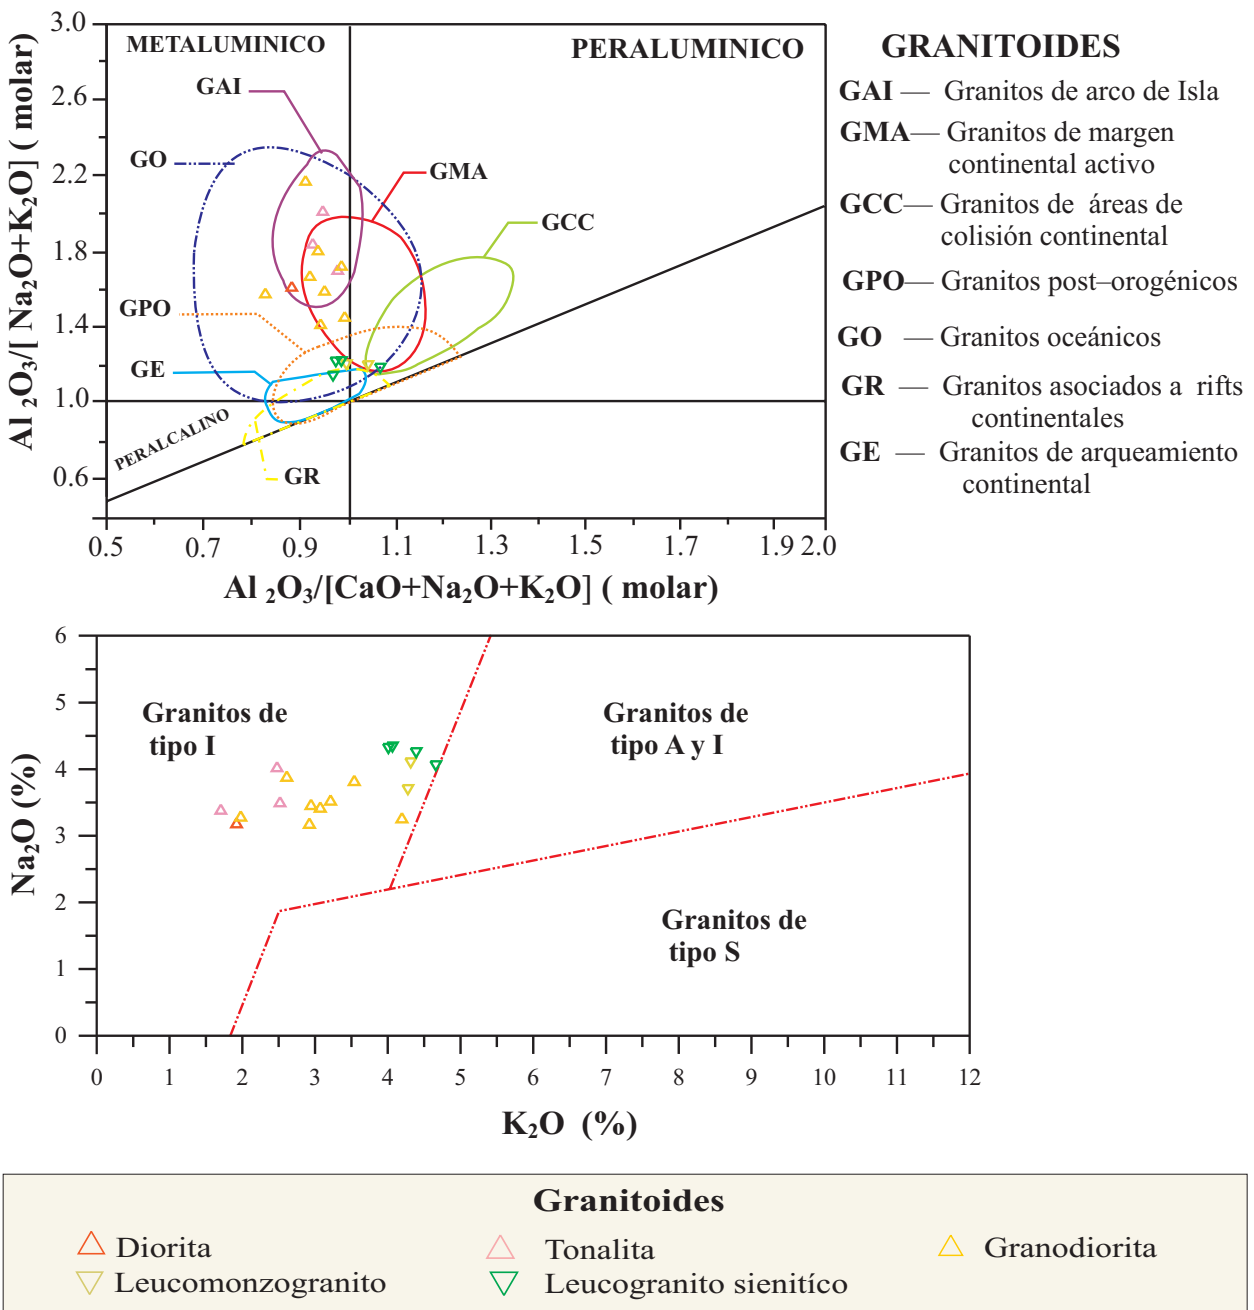 METALUMINICO
PERALUMINICO
GAI
GO
GMA
GCC
GPO
GE
PERALCALINO
GR
3.0
2.6
2.2
1.8
1.4
1.0
0.6
0.5 0.7 0.9 1.1 1.3 1.5 1.7 1.9 2.0
Al ₂O₃/[ Na₂O+K₂O] ( molar)
Al ₂O₃/[CaO+Na₂O+K₂O] ( molar)
GRANITOIDES
GAI — Granitos de arco de Isla
GMA— Granitos de margen
continental activo
GCC— Granitos de áreas de
colisión continental
GPO— Granitos post–orogénicos
GO — Granitos oceánicos
GR — Granitos asociados a rifts
continentales
GE — Granitos de arqueamiento
continental
6
5
4
3
2
1
0
Na₂O (%)
Granitos de
tipo I
Granitos de
tipo A y I
Granitos de
tipo S
0 1 2 3 4 5 6 7 8 9 10 11 12
K₂O (%)
Granitoides
Diorita
Tonalita
Granodiorita
Leucomonzogranito
Leucogranito sienitíco